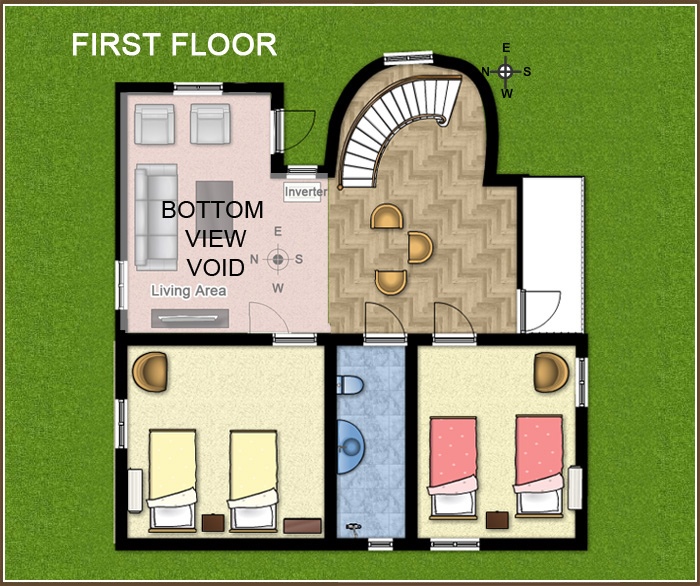 FIRST FLOOR
E
N S
W
Inverter
BOTTOM
VIEW
VOID
E
N S
W
Living Area